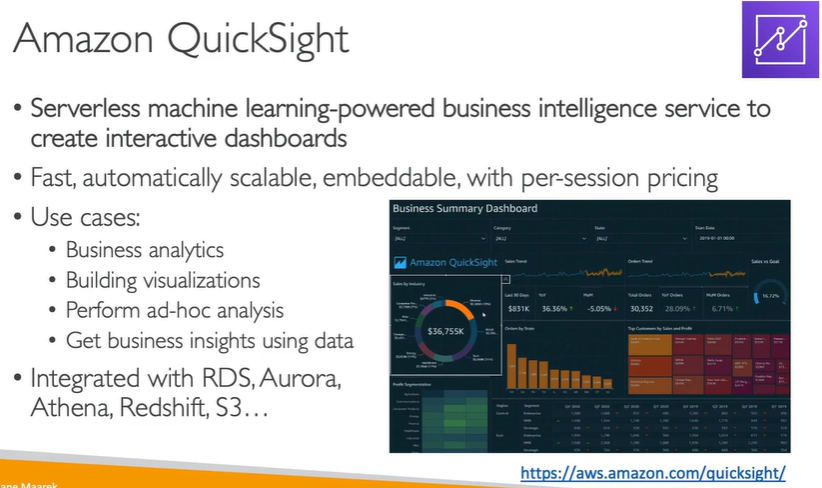 Amazon QuickSight
• Serverless machine learning-powered business intelligence service to
create interactive dashboards
• Fast, automatically scalable, embeddable, with per-session pricing
• Use cases:
• Business analytics
• Building visualizations
• Perform ad-hoc analysis
• Get business insights using data
• Integrated with RDS, Aurora,
Athena, Redshift, S3…
Business Summary Dashboard
Segment Category State Start Date
[ALL] [ALL] [ALL] 2019-01-01 00:00
Amazon QuickSight
Sales Trend Orders Trend Sales vs Goal
Sales by Industry
$36,755K
Last 90 Days YoY MoM Total Orders YoY Orders MoM Orders
$831K 36.36% -5.05% 30,352 28.09% 6.71%
16.72%
Orders by State Top Customer by Sales and Profit
Profit Segmentation
https://aws.amazon.com/quicksight/
ane Maarek